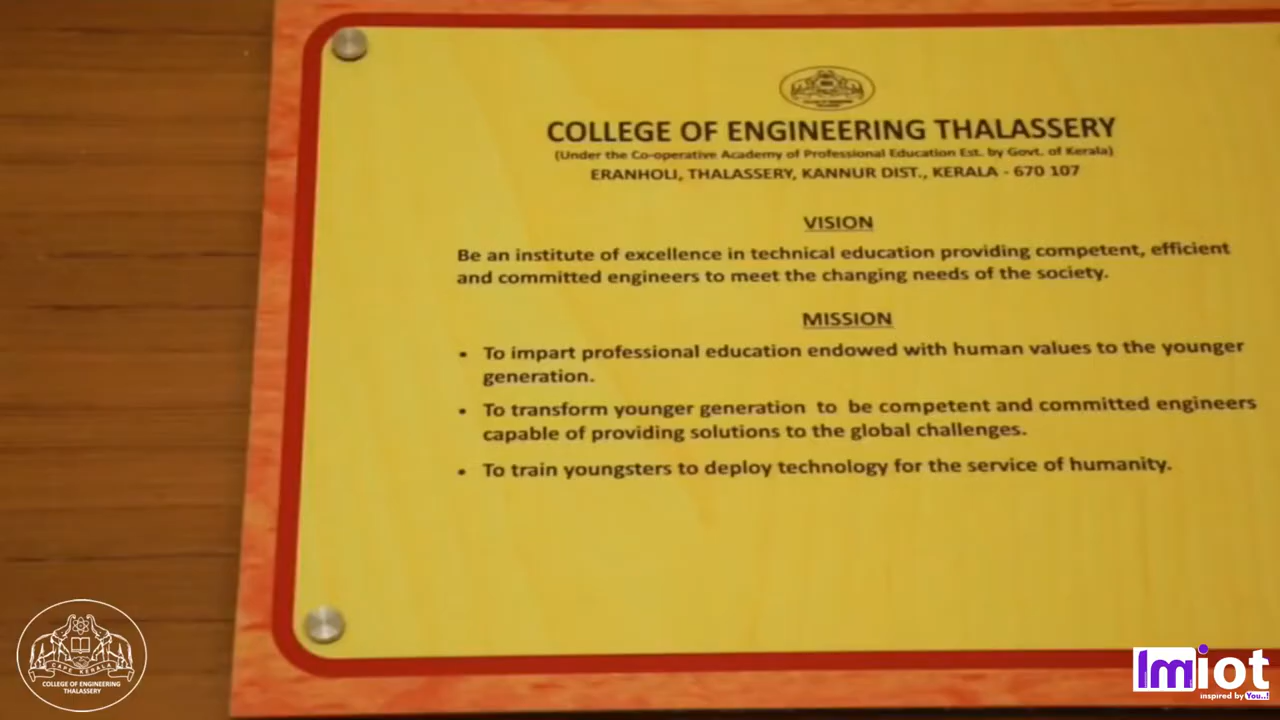 COLLEGE OF ENGINEERING THALASSERY
(Under the Co-operative Academy of Professional Education Est. by Govt. of Kerala)
ERANHOLI, THALASSERY, KANNUR DIST., KERALA - 670 107
VISION
Be an institute of excellence in technical education providing competent, efficient
and committed engineers to meet the changing needs of the society.
MISSION
• To impart professional education endowed with human values to the younger
generation.
• To transform younger generation to be competent and committed engineers
capable of providing solutions to the global challenges.
• To train youngsters to deploy technology for the service of humanity.
CAPE KERALA
COLLEGE OF ENGINEERING
THALASSERY
Imiot
inspired by You..!